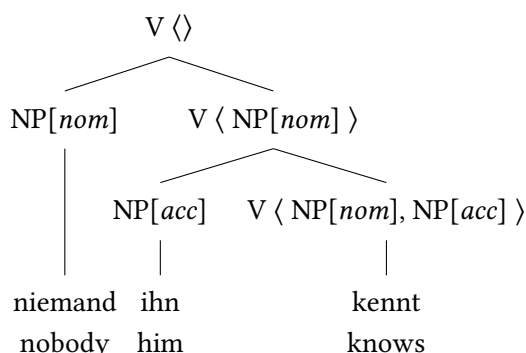 V ⟨⟩
NP[nom] V ⟨ NP[nom] ⟩
NP[acc] V ⟨ NP[nom], NP[acc] ⟩
niemand ihn kennt
nobody him knows